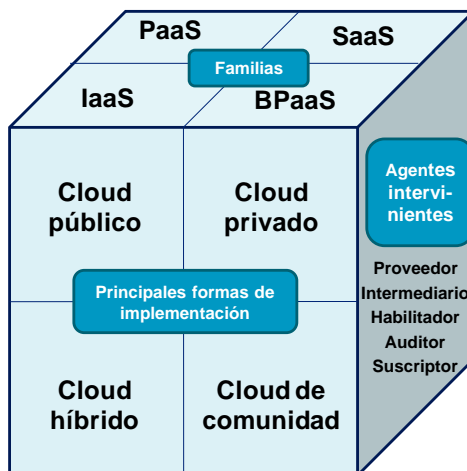 PaaS
SaaS
Familias
IaaS
BPaaS
Cloud
público
Cloud
privado
Agentes
intervi-
nientes
Principales formas de
implementación
Proveedor
Intermediario
Habilitador
Auditor
Suscriptor
Cloud
híbrido
Cloud de
comunidad